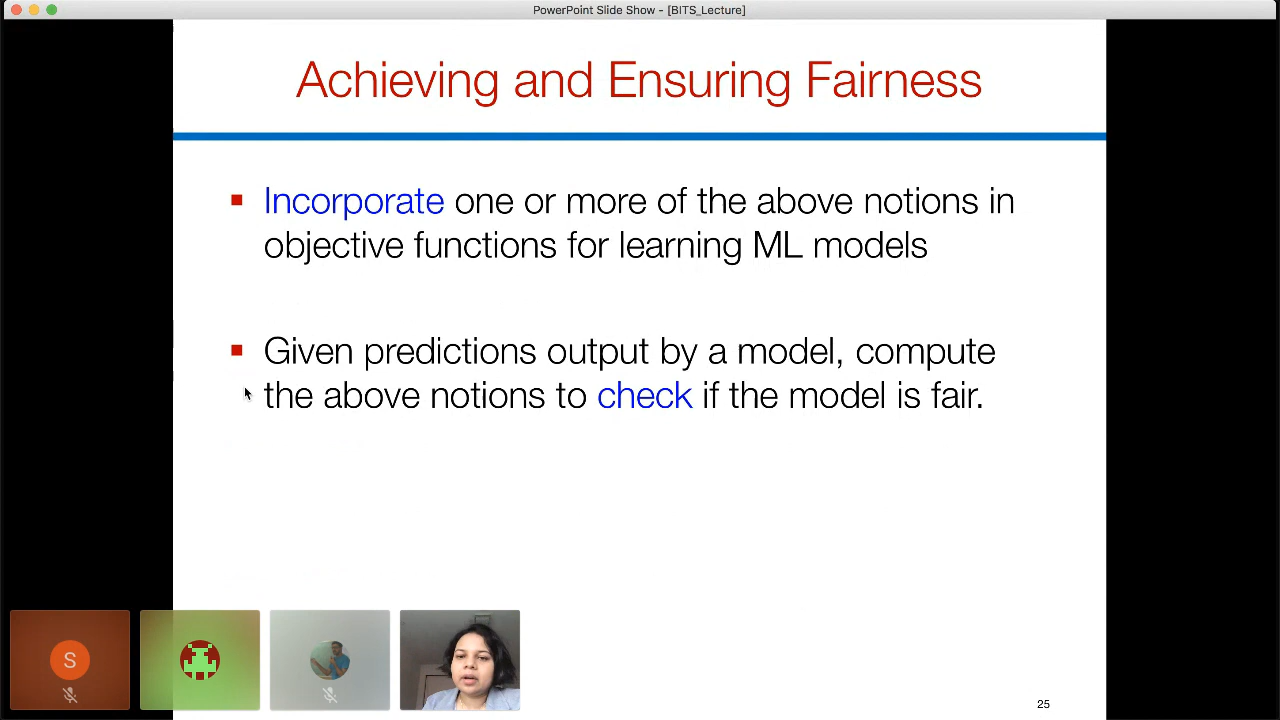 PowerPoint Slide Show - [BITS_Lecture]
Achieving and Ensuring Fairness
Incorporate one or more of the above notions in
objective functions for learning ML models
Given predictions output by a model, compute
the above notions to check if the model is fair.
S
25